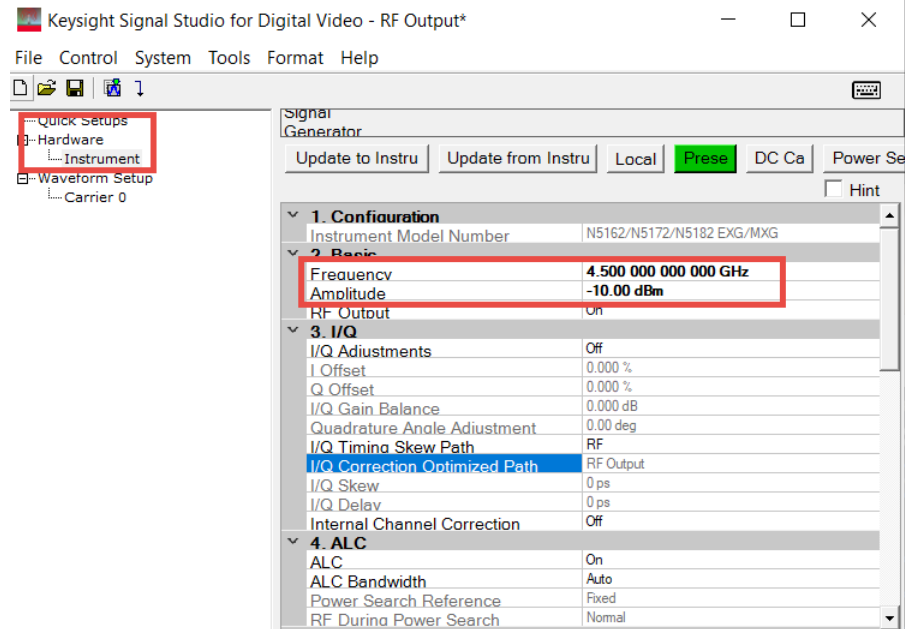 Keysight Signal Studio for Digital Video - RF Output*
File Control System Tools Format Help
Quick Setups
Hardware
Instrument
Waveform Setup
Carrier 0
Signal
Generator
Update to Instru Update from Instru Local Prese DC Ca Power Se
Hint
1. Configuration
Instrument Model Number N5162/N5172/N5182 EXG/MXG
2. Basic
Frequency 4.500 000 000 000 GHz
Amplitude -10.00 dBm
RF Output On
3. I/Q
I/Q Adjustments Off
I Offset 0.000 %
Q Offset 0.000 %
I/Q Gain Balance 0.000 dB
Quadrature Angle Adjustment 0.00 deg
I/Q Timing Skew Path RF
I/Q Correction Optimized Path RF Output
I/Q Skew 0 ps
I/Q Delay 0 ps
Internal Channel Correction Off
4. ALC
ALC On
ALC Bandwidth Auto
Power Search Reference Fixed
RF During Power Search Normal